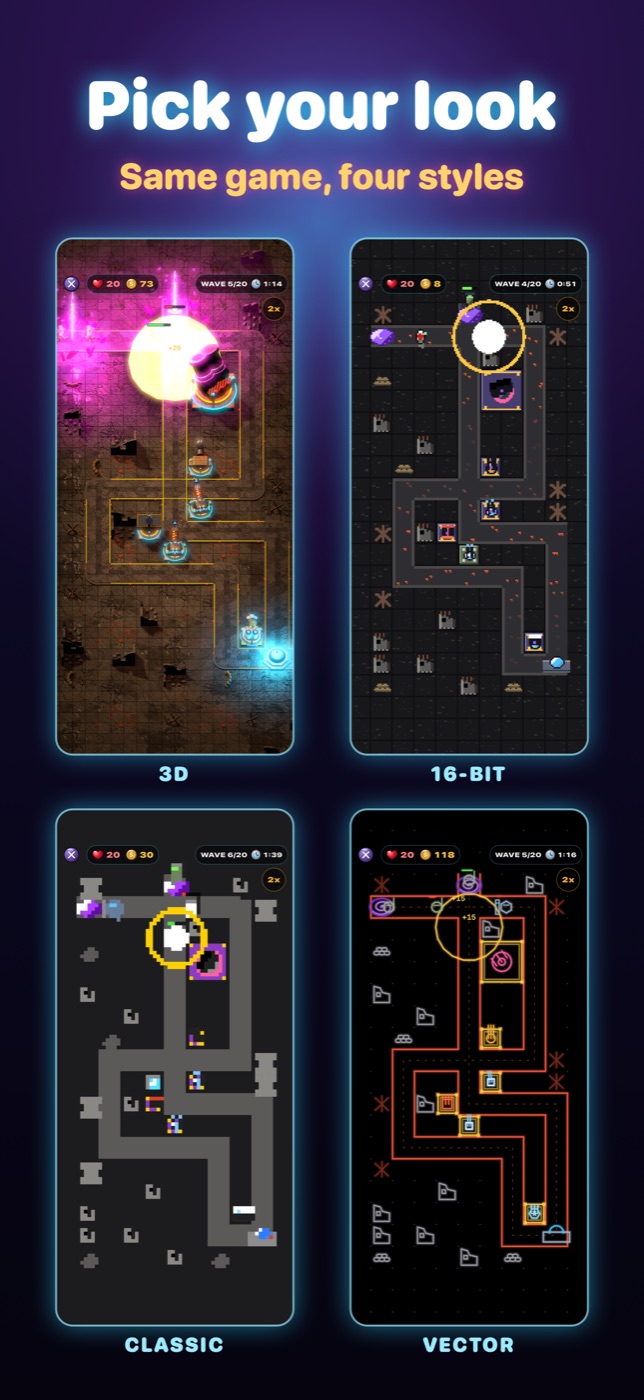 Pick your look
Same game, four styles
20 73 WAVE 5/20 1:14
2x
+26
20 8 WAVE 4/20 0:51
2x
3D
16-BIT
20 30 WAVE 6/20 1:39
2x
20 118 WAVE 5/20 1:16
2x
+15
CLASSIC
VECTOR